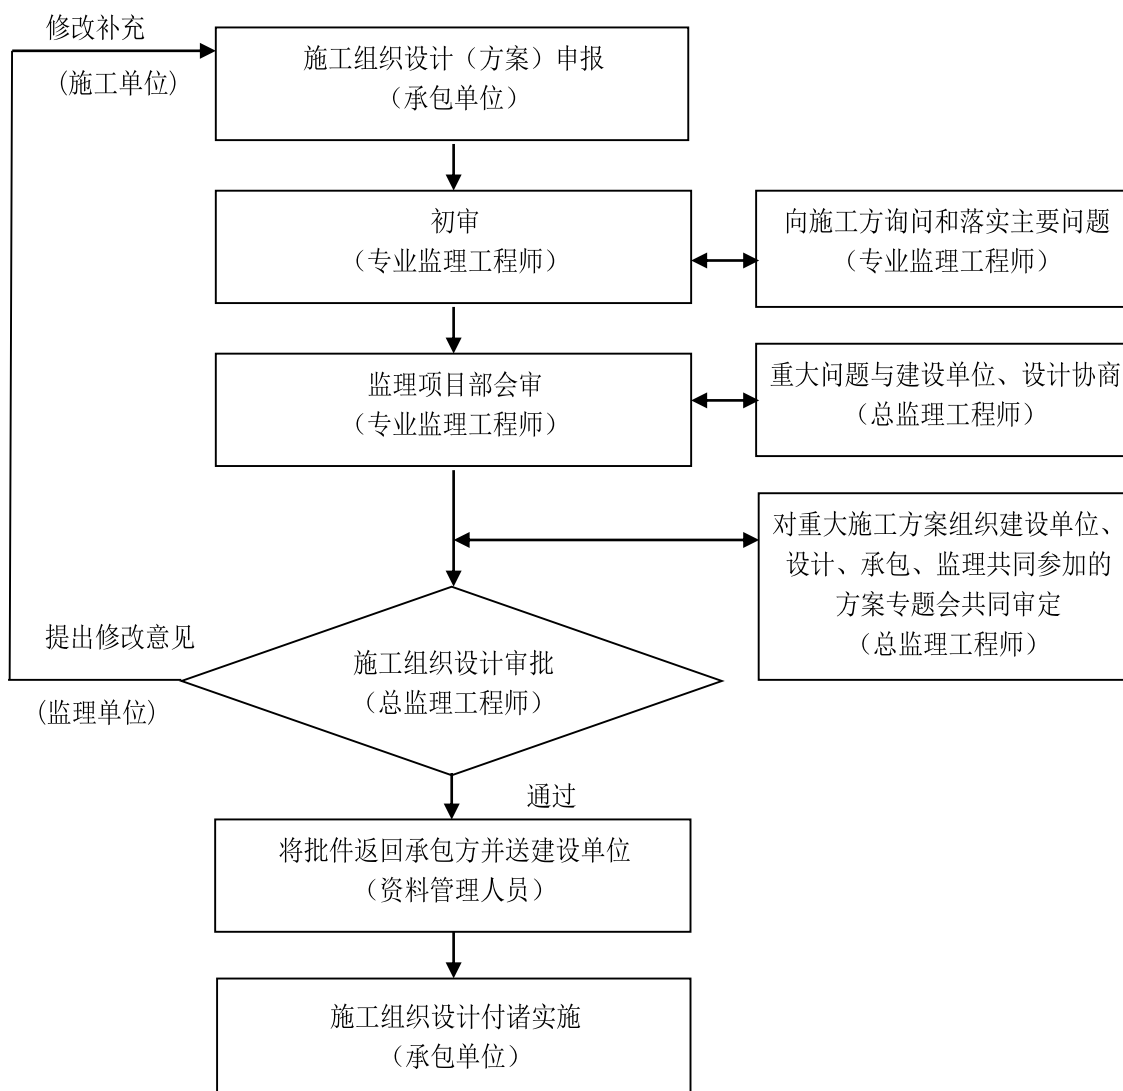 修改补充
(施工单位)
施工组织设计（方案）申报
（承包单位）
初审
（专业监理工程师）
向施工方询问和落实主要问题
（专业监理工程师）
监理项目部会审
（专业监理工程师）
重大问题与建设单位、设计协商
（总监理工程师）
对重大施工方案组织建设单位、
设计、承包、监理共同参加的
方案专题会共同审定
（总监理工程师）
提出修改意见
(监理单位)
施工组织设计审批
（总监理工程师）
通过
将批件返回承包方并送建设单位
（资料管理人员）
施工组织设计付诸实施
（承包单位）